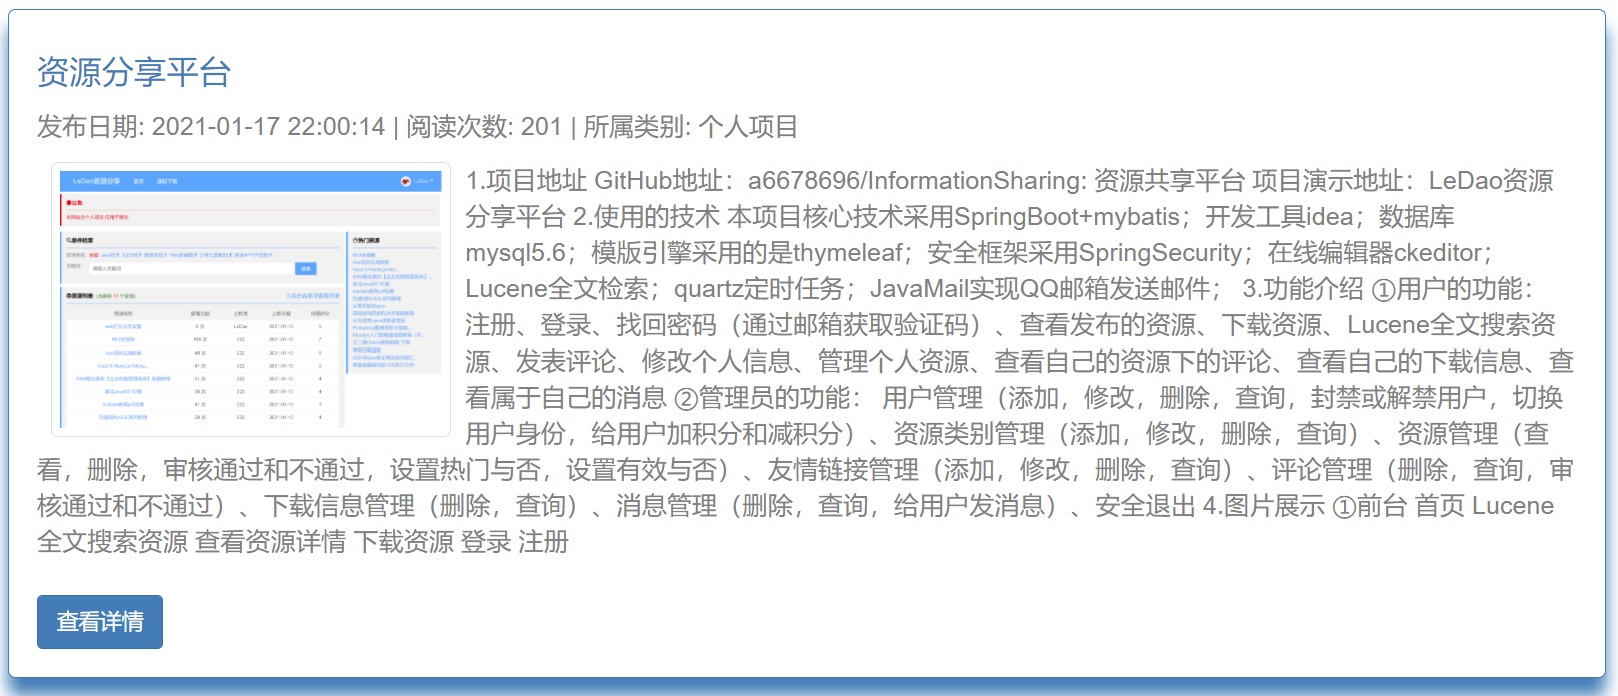 资源分享平台
发布日期: 2021-01-17 22:00:14 | 阅读次数: 201 | 所属类别: 个人项目
LeDao资源分享 首页
公告
条件检索
热门资源
1.项目地址 GitHub地址：a6678696/InformationSharing: 资源共享平台 项目演示地址：LeDao资源
分享平台 2.使用的技术 本项目核心技术采用SpringBoot+mybatis；开发工具idea；数据库
mysql5.6；模版引擎采用的是thymeleaf；安全框架采用SpringSecurity；在线编辑器ckeditor；
Lucene全文检索；quartz定时任务；JavaMail实现QQ邮箱发送邮件； 3.功能介绍 ①用户的功能：
注册、登录、找回密码（通过邮箱获取验证码）、查看发布的资源、下载资源、Lucene全文搜索资
源、发表评论、修改个人信息、管理个人资源、查看自己的资源下的评论、查看自己的下载信息、查
看属于自己的消息 ②管理员的功能： 用户管理（添加，修改，删除，查询，封禁或解禁用户，切换
用户身份，给用户加积分和减积分）、资源类别管理（添加，修改，删除，查询）、资源管理（查
看，删除，审核通过和不通过，设置热门与否，设置有效与否）、友情链接管理（添加，修改，删除，查询）、评论管理（删除，查询，审
核通过和不通过）、下载信息管理（删除，查询）、消息管理（删除，查询，给用户发消息）、安全退出 4.图片展示 ①前台 首页 Lucene
全文搜索资源 查看资源详情 下载资源 登录 注册
查看详情